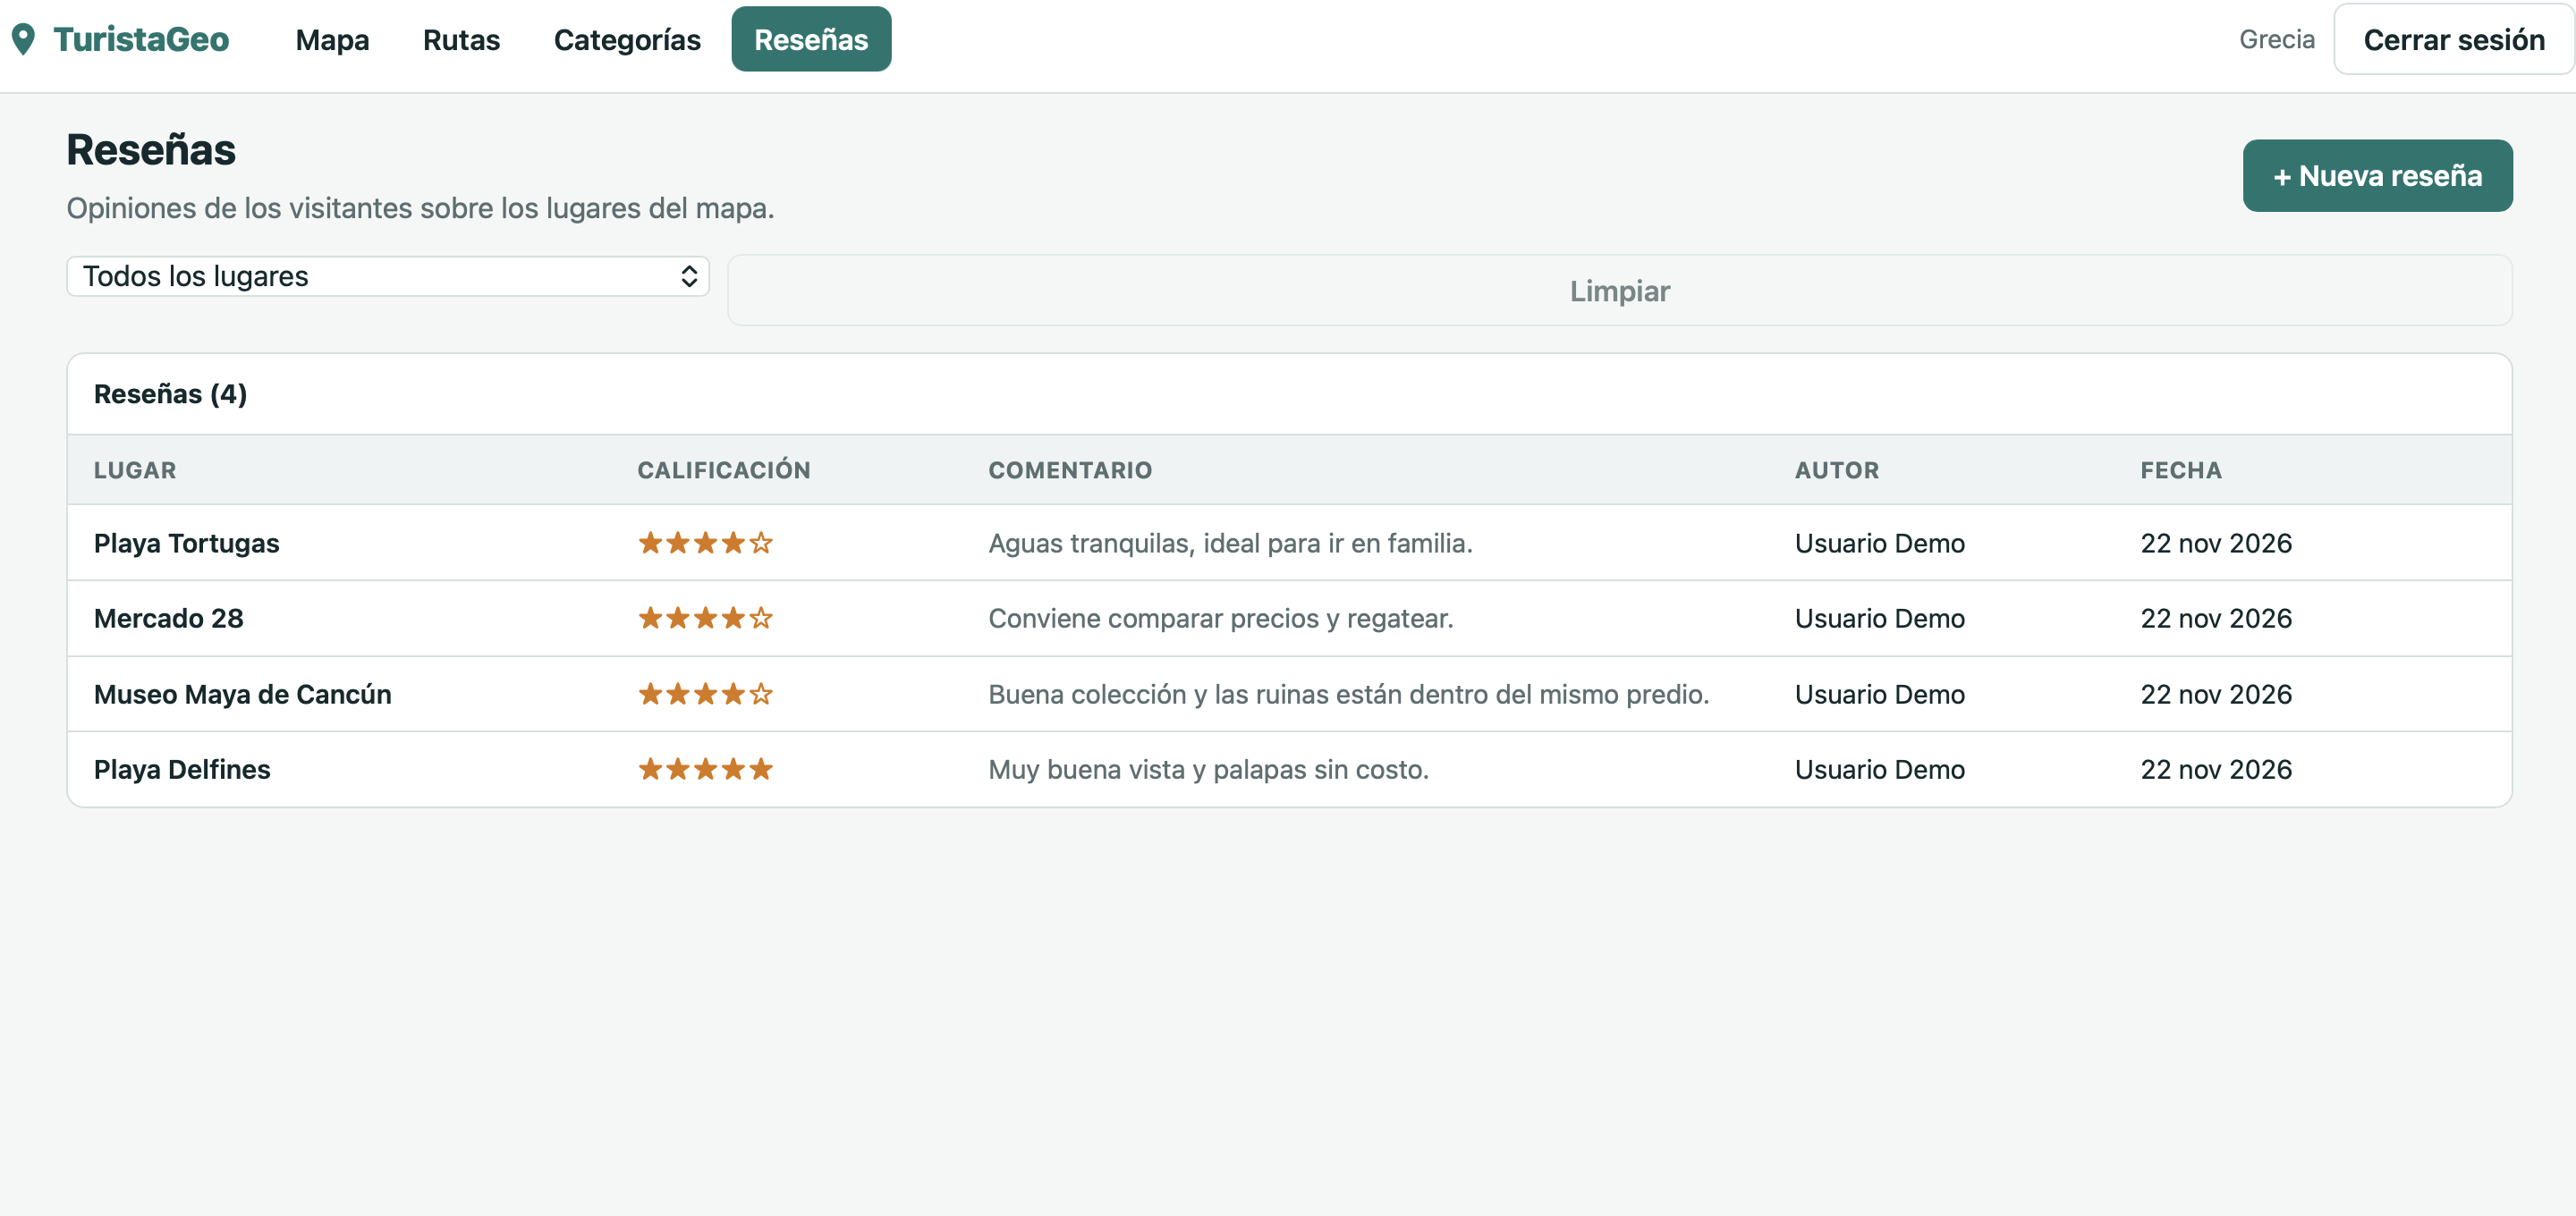 TuristaGeo Mapa Rutas Categorías Reseñas Grecia Cerrar sesión
Reseñas
+ Nueva reseña
Opiniones de los visitantes sobre los lugares del mapa.
Todos los lugares Limpiar
Reseñas (4)
LUGAR CALIFICACIÓN COMENTARIO AUTOR FECHA
Playa Tortugas ★★★★☆ Aguas tranquilas, ideal para ir en familia. Usuario Demo 22 nov 2026
Mercado 28 ★★★★☆ Conviene comparar precios y regatear. Usuario Demo 22 nov 2026
Museo Maya de Cancún ★★★★☆ Buena colección y las ruinas están dentro del mismo predio. Usuario Demo 22 nov 2026
Playa Delfines ★★★★★ Muy buena vista y palapas sin costo. Usuario Demo 22 nov 2026